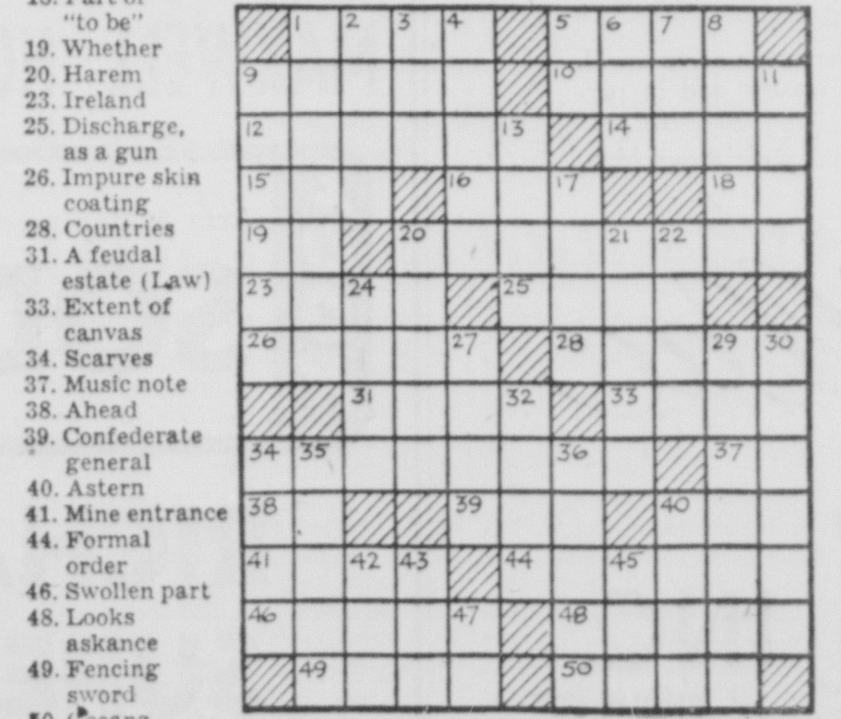 "to be"
19. Whether
20. Harem
23. Ireland
25. Discharge,
as a gun
26. Impure skin
coating
28. Countries
31. A feudal
estate (Law)
33. Extent of
canvas
34. Scarves
37. Music note
38. Ahead
39. Confederate
general
40. Astern
41. Mine entrance
44. Formal
order
46. Swollen part
48. Looks
askance
49. Fencing
sword
1 2 3 4 5 6 7 8
9 10 11
12 13 14
15 16 17 18
19 20 21 22
23 24 25
26 27 28 29 30
31 32 33
34 35 36 37
38 39 40
41 42 43 44 45
46 47 48
49 50